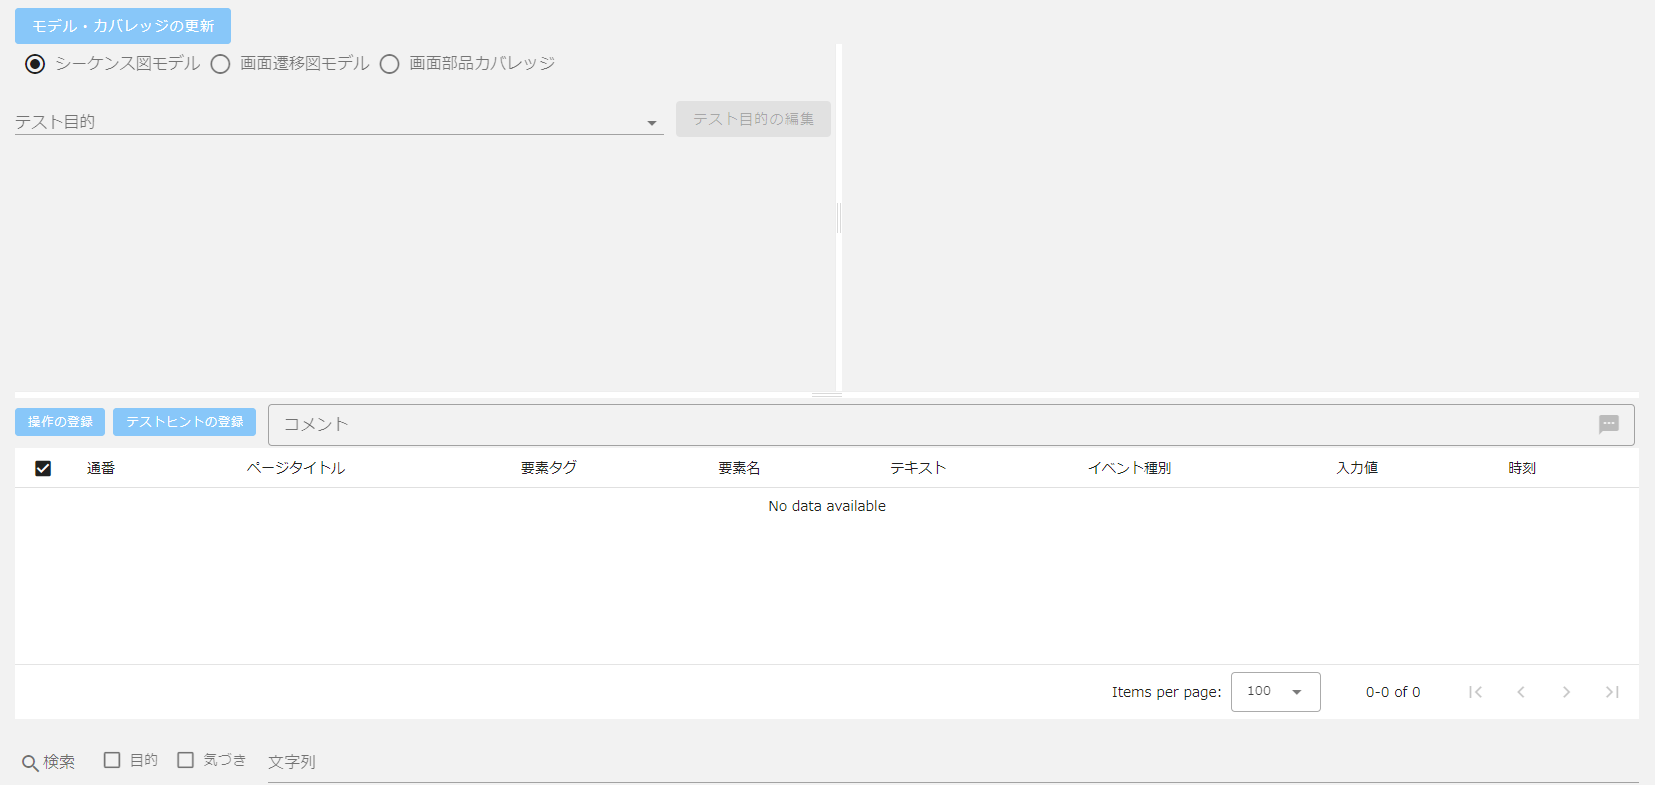 モデル・カバレッジの更新
シーケンス図モデル 画面遷移図モデル 画面部品カバレッジ
テスト目的 テスト目的の編集
操作の登録 テストヒントの登録 コメント
通番 ページタイトル 要素タグ 要素名 テキスト イベント種別 入力値 時刻
No data available
Items per page: 100 0-0 of 0
検索 目的 気づき 文字列